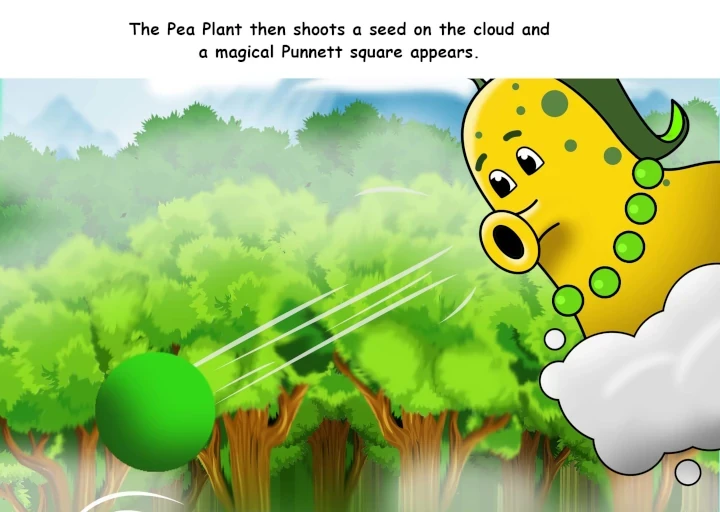 The Pea Plant then shoots a seed on the cloud and
a magical Punnett square appears.